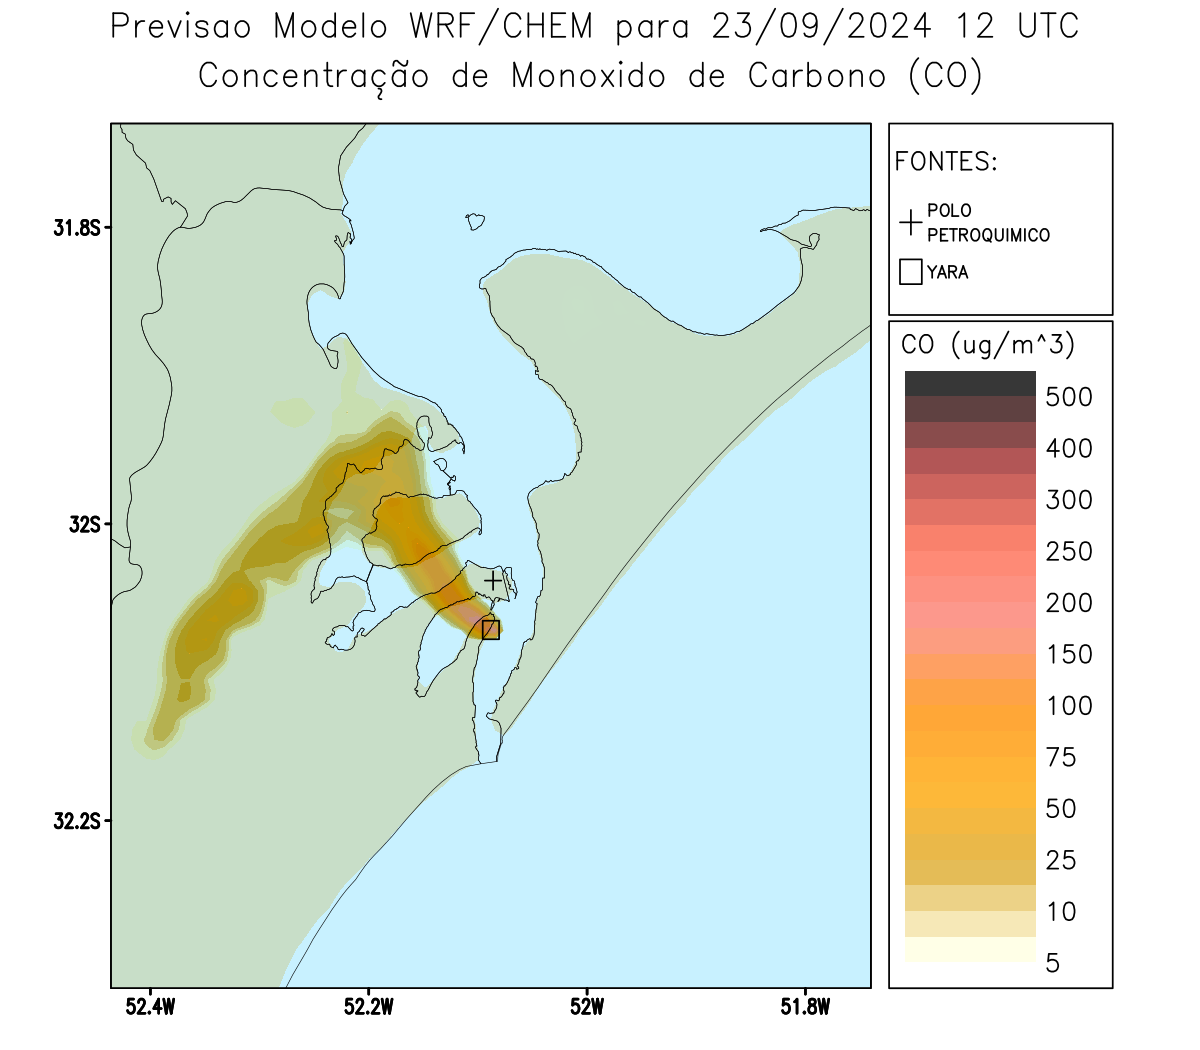 Previsao Modelo WRF/CHEM para 23/09/2024 12 UTC
Concentração de Monoxido de Carbono (CO)
FONTES:
POLO
PETROQUIMICO
YARA
CO (ug/m^3)
500
400
300
250
200
150
100
75
50
25
10
5
31.8S
32S
32.2S
52.4W
52.2W
52W
51.8W